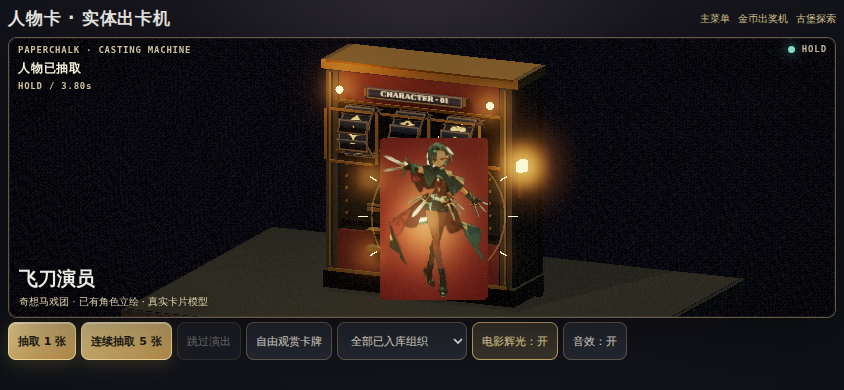 人物卡 · 实体出卡机
主菜单 金币出奖机 古堡探索
PAPERCHALK · CASTING MACHINE
HOLD
人物已抽取
HOLD / 3.80s
CHARACTER · 01
飞刀演员
奇想马戏团 · 已有角色立绘 · 真实卡片模型
抽取 1 张
连续抽取 5 张
跳过演出
自由观赏卡牌
全部已入库组织
电影辉光：开
音效：开